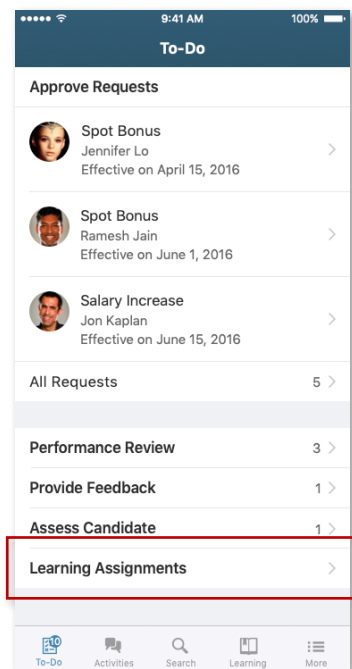 9:41 AM
100%
To-Do
Approve Requests
Spot Bonus
Jennifer Lo
Effective on April 15, 2016
Spot Bonus
Ramesh Jain
Effective on June 1, 2016
Salary Increase
Jon Kaplan
Effective on June 15, 2016
All Requests 5
Performance Review 3
Provide Feedback 1
Assess Candidate 1
Learning Assignments
10
To-Do Activities Search Learning More